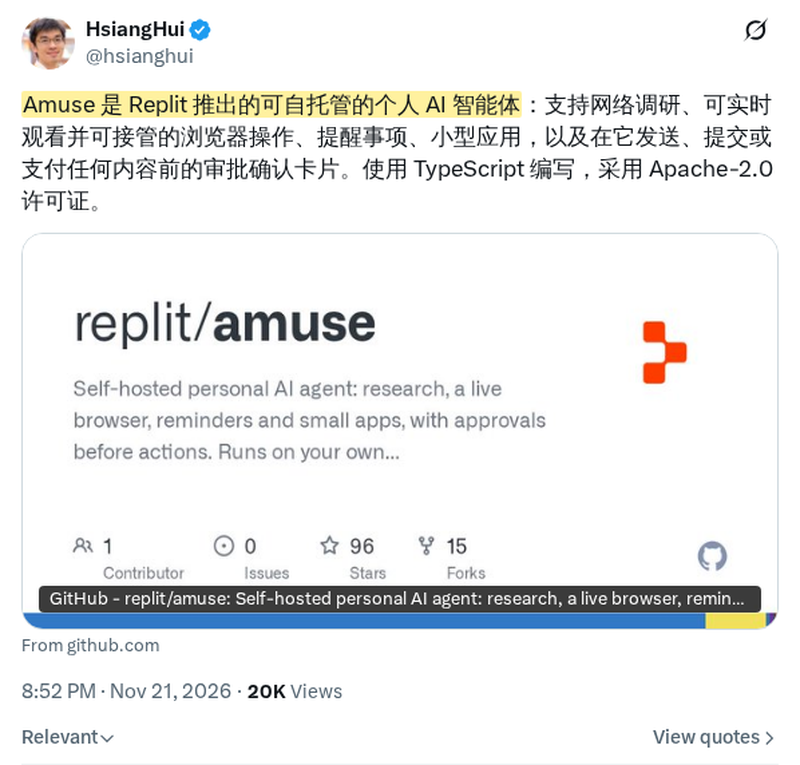 HsiangHui
@hsianghui
Amuse 是 Replit 推出的可自托管的个人 AI 智能体：支持网络调研、可实时
观看并可接管的浏览器操作、提醒事项、小型应用，以及在它发送、提交或
支付任何内容前的审批确认卡片。使用 TypeScript 编写，采用 Apache-2.0
许可证。
replit/amuse
Self-hosted personal AI agent: research, a live
browser, reminders and small apps, with approvals
before actions. Runs on your own...
1
Contributor
0
Issues
96
Stars
15
Forks
GitHub - replit/amuse: Self-hosted personal AI agent: research, a live browser, remin...
From github.com
8:52 PM · Nov 21, 2026 · 20K Views
Relevant
View quotes